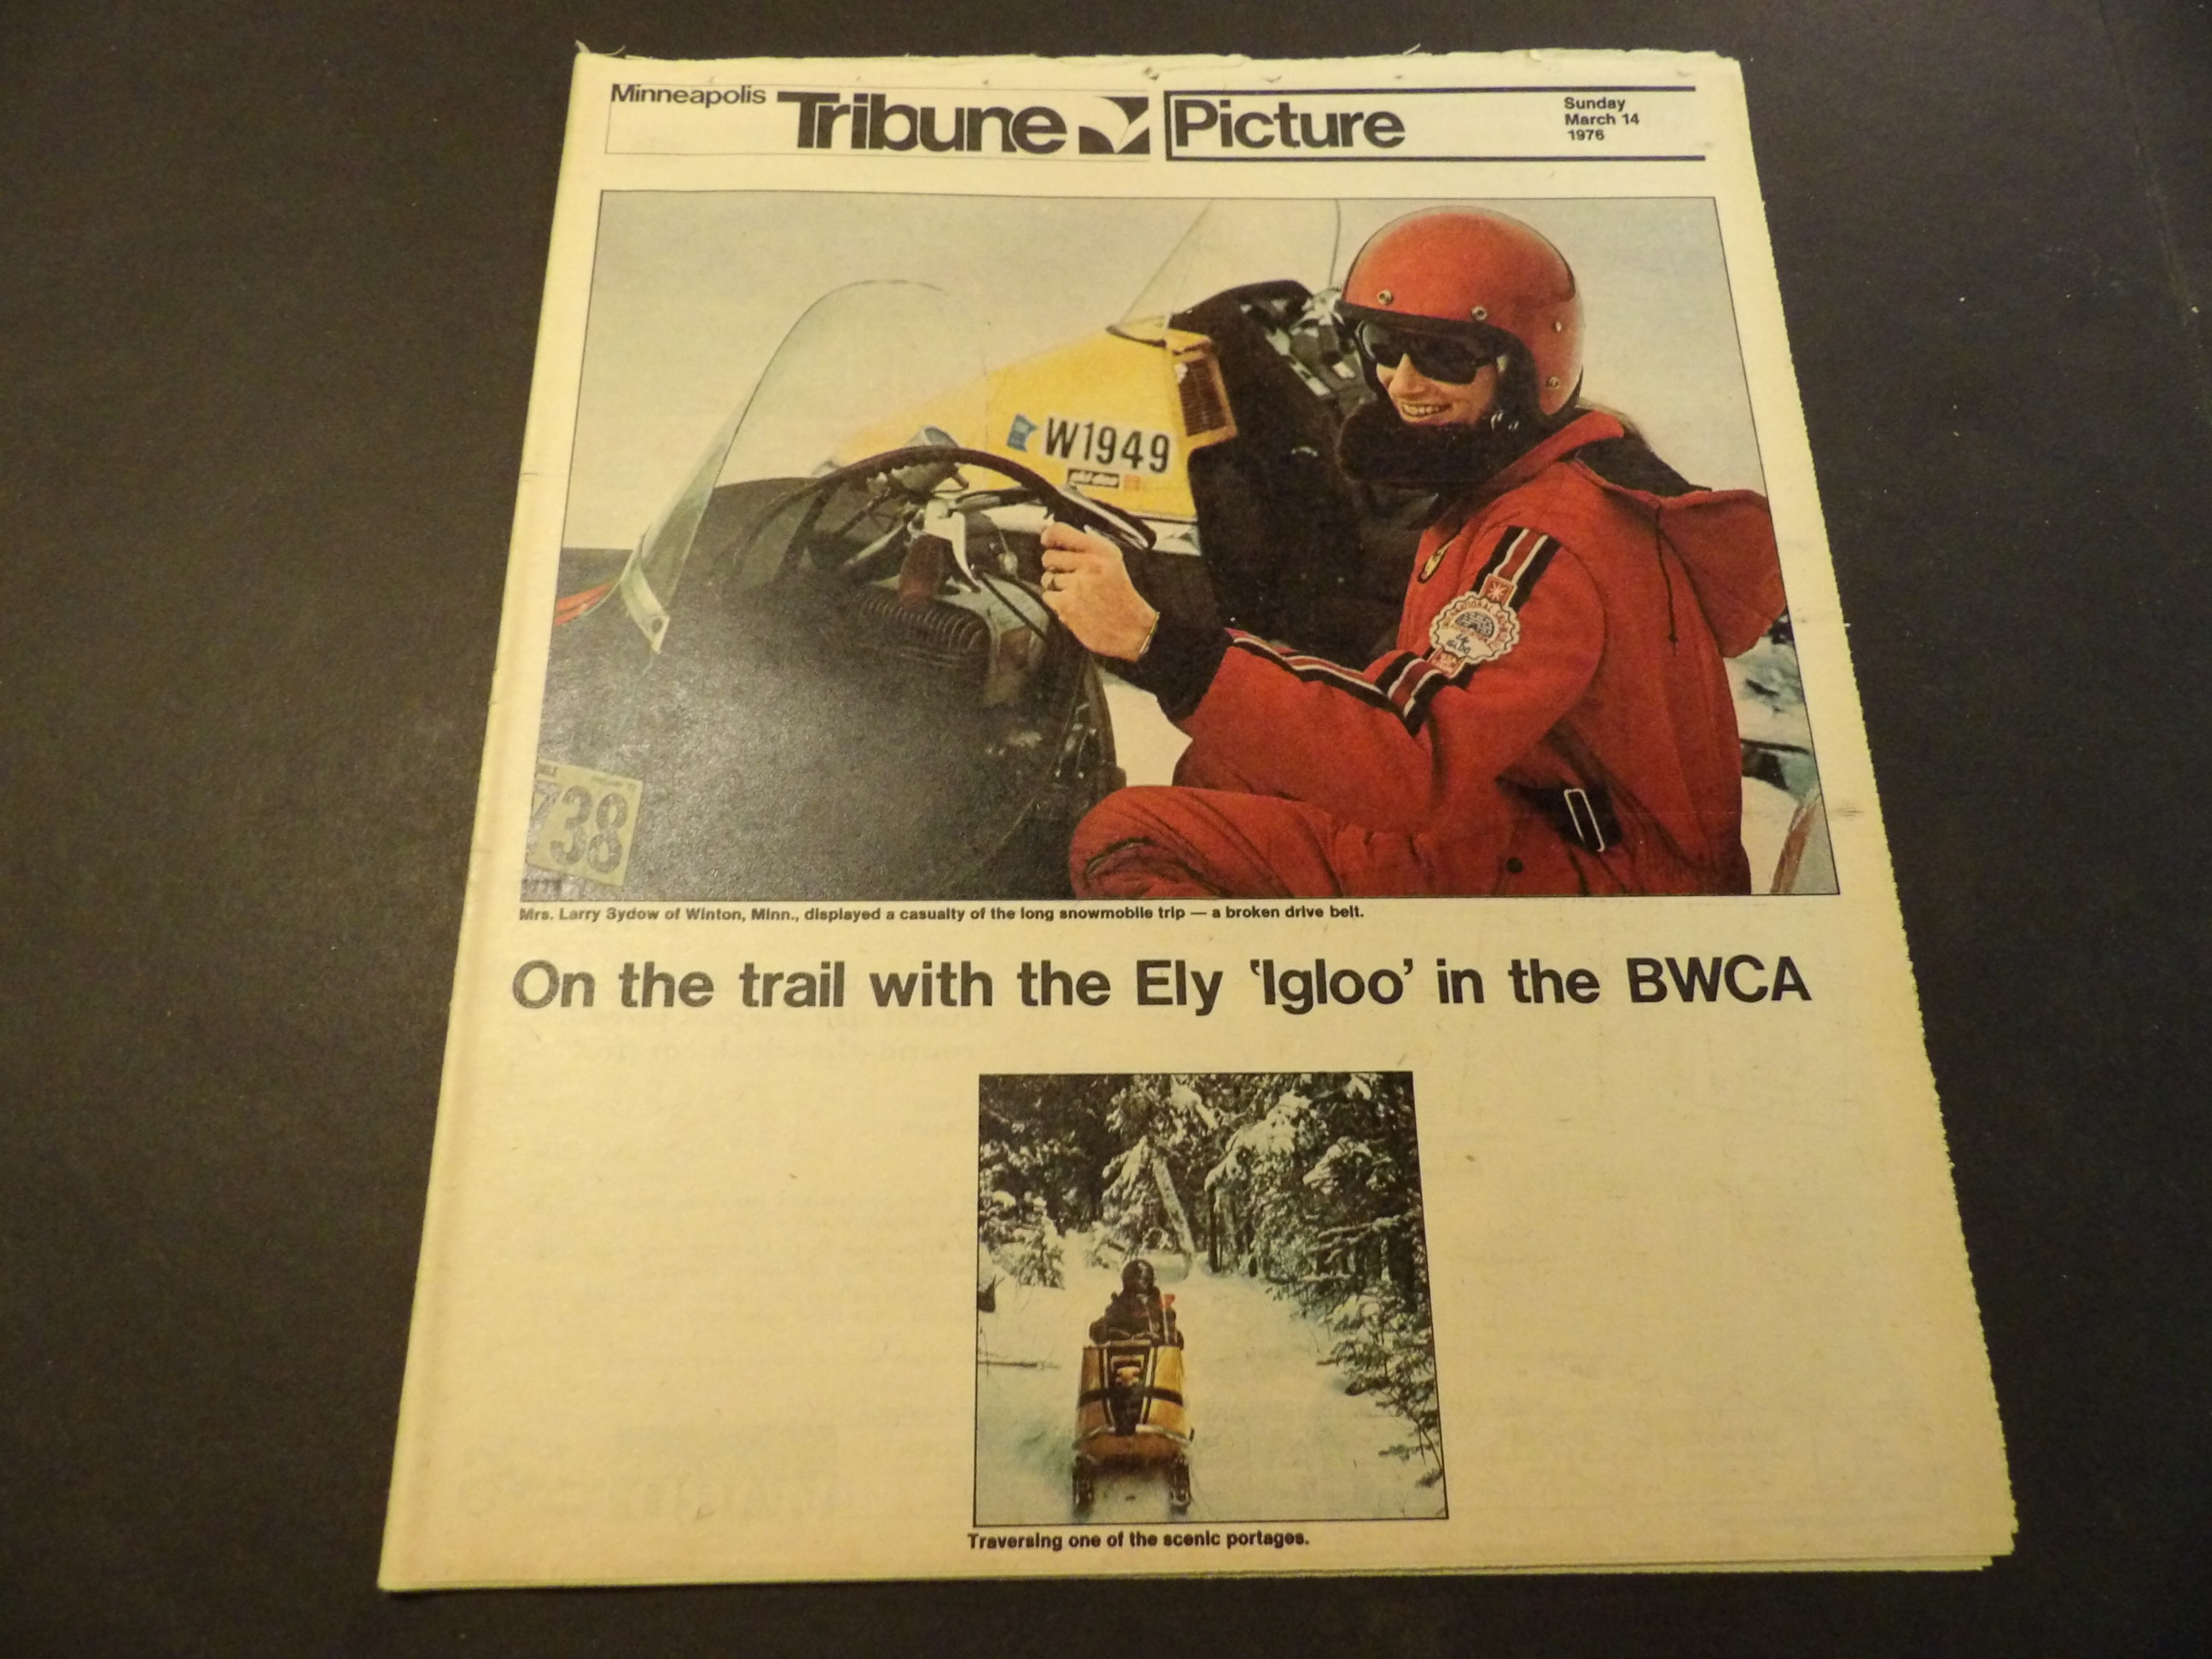 Minneapolis
Tribune
Picture
Sunday
March 14
1976
W1949
ski-doo
738
Mrs. Larry Sydow of Winton, Minn., displayed a casualty of the long snowmobile trip — a broken drive belt.
On the trail with the Ely ‘Igloo’ in the BWCA
Traversing one of the scenic portages.